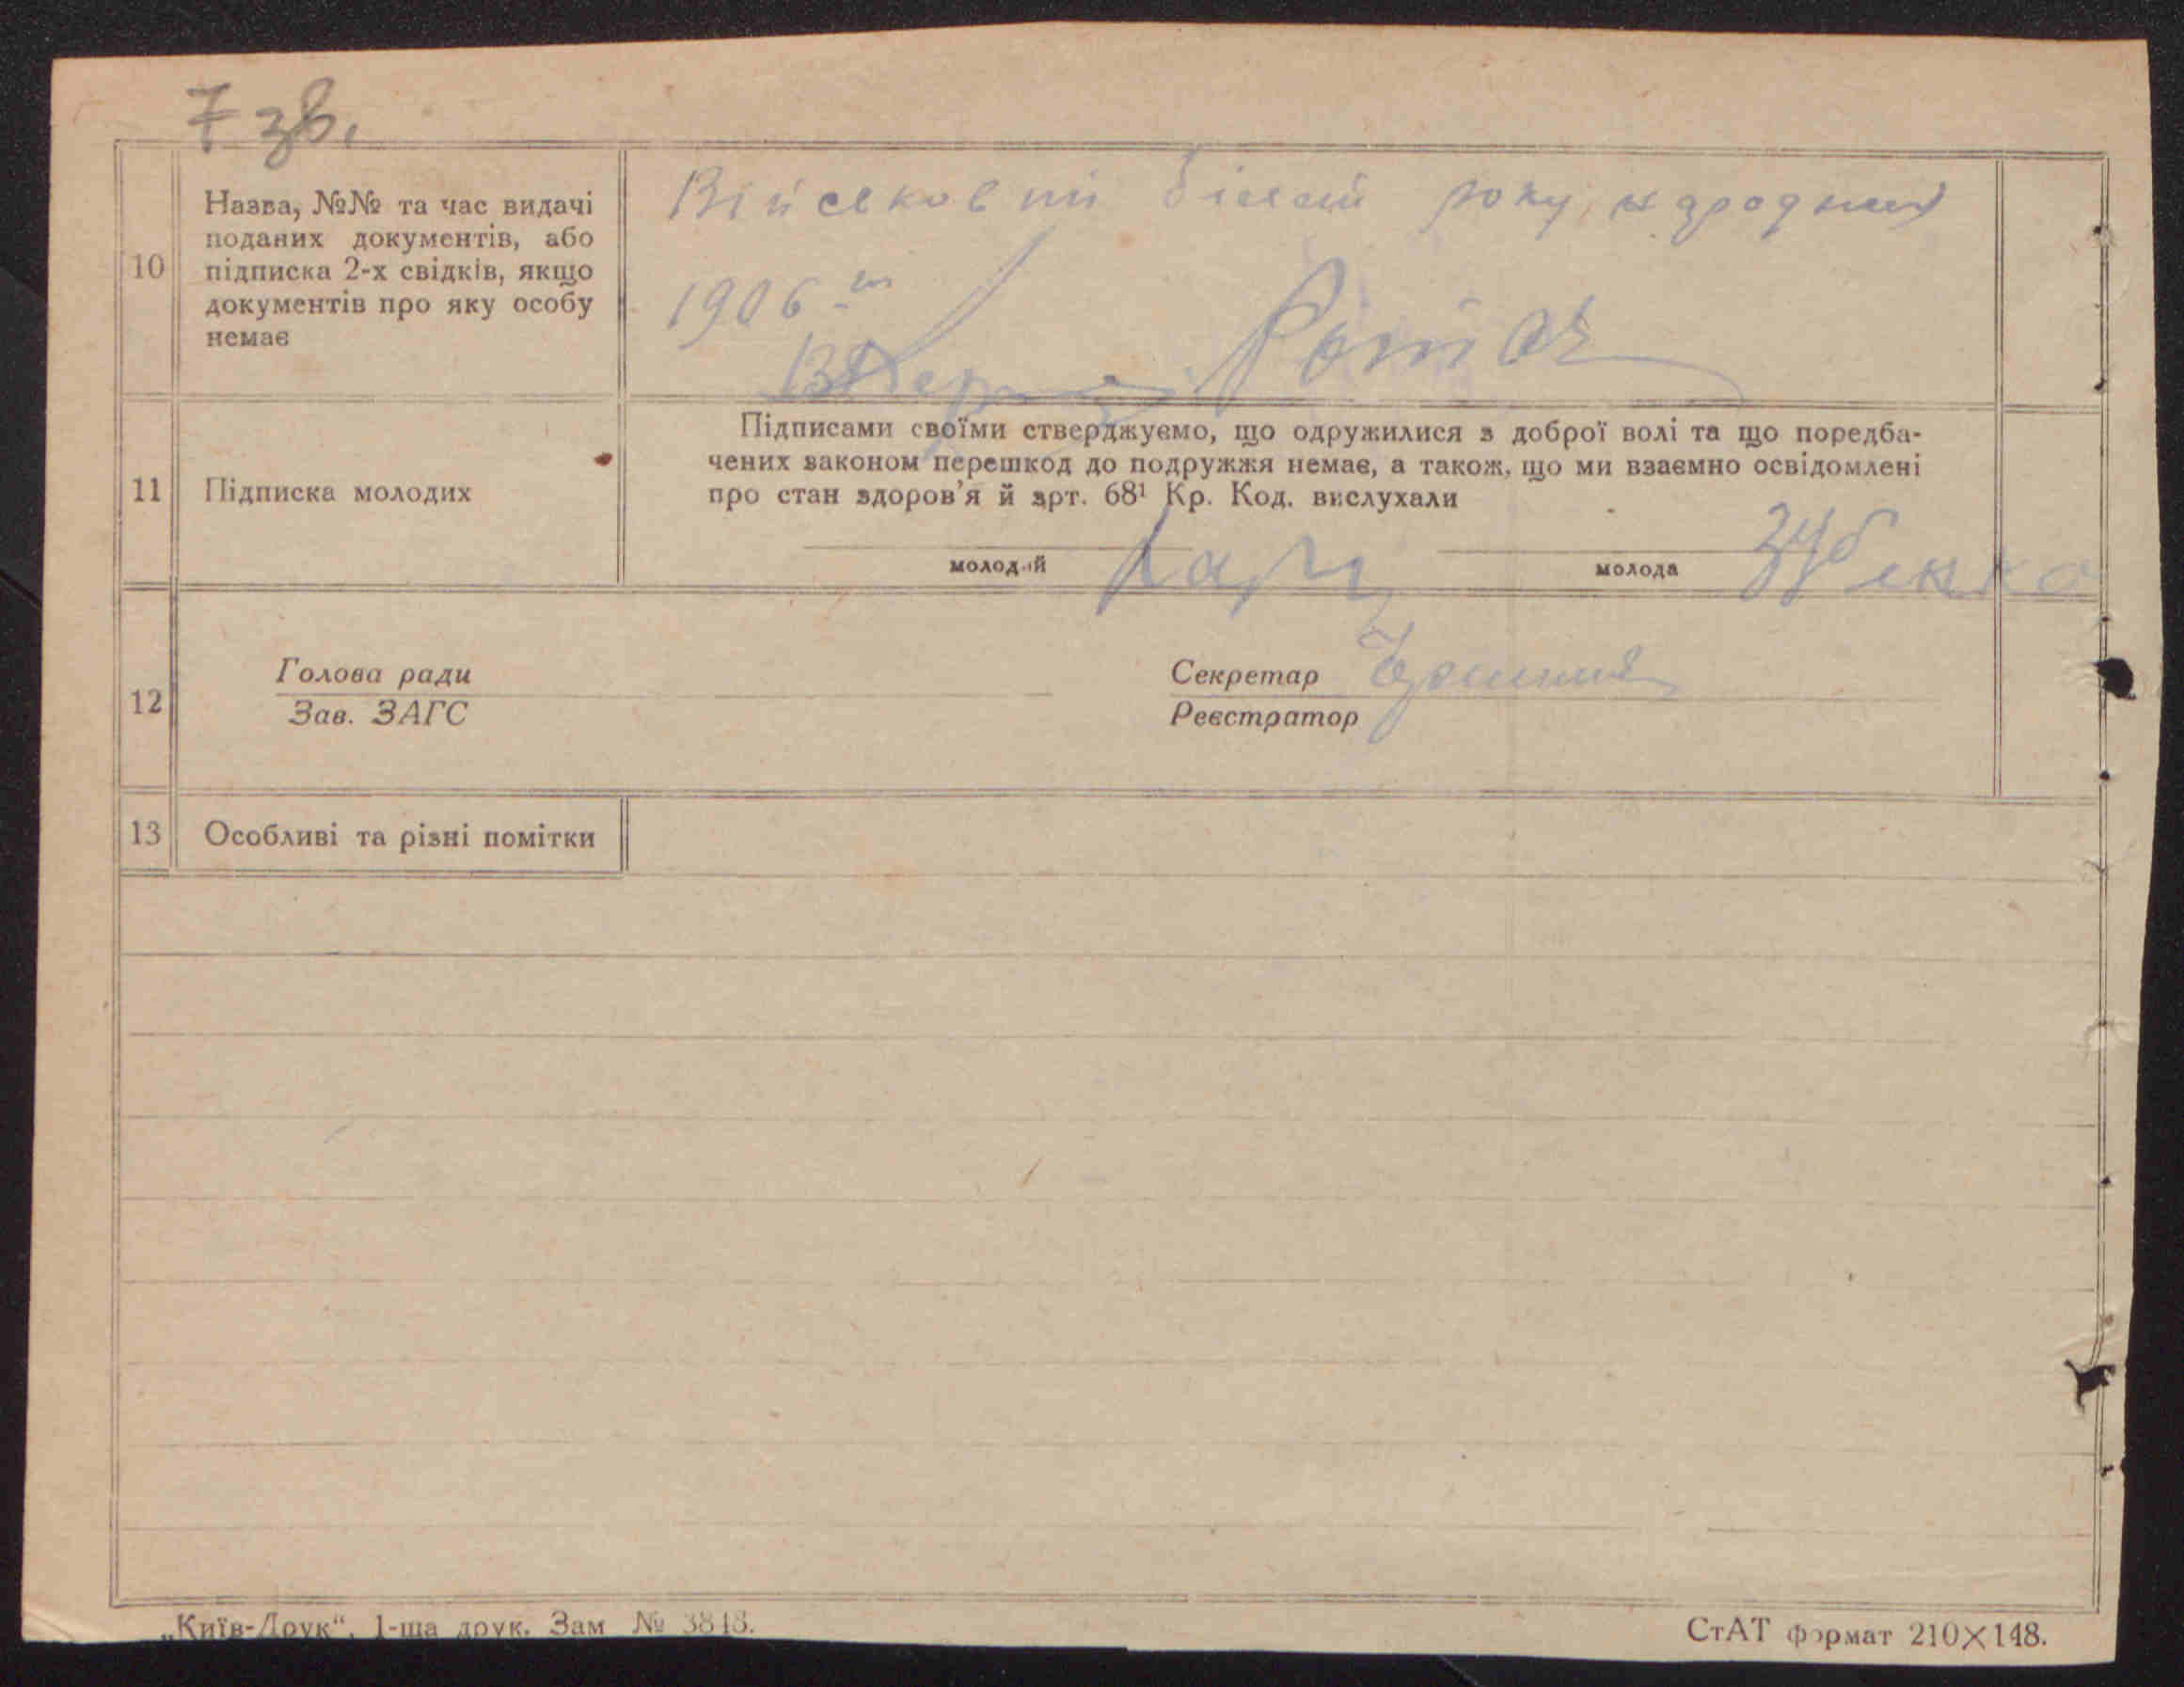 7 зв.
10
Назва, №№ та час видачі
поданих документів, або
підписка 2-х свідків, якщо
документів про яку особу
немає
Військовий білет року народжен
1906
11
Підписка молодих
Підписами своїми стверджуємо, що одружилися з доброї волі та що поредба-
чених законом перешкод до подружжя немає, а також, що ми взаємно освідомлені
про стан здоров'я й арт. 68¹ Кр. Код. вислухали
молодий
молода Зубенко
12
Голова ради
Зав. ЗАГС
Секретар
Реєстратор
13
Особливі та різні помітки
„Київ-Друк“. 1-ша друк. Зам № 3848.
СтАТ формат 210×148.